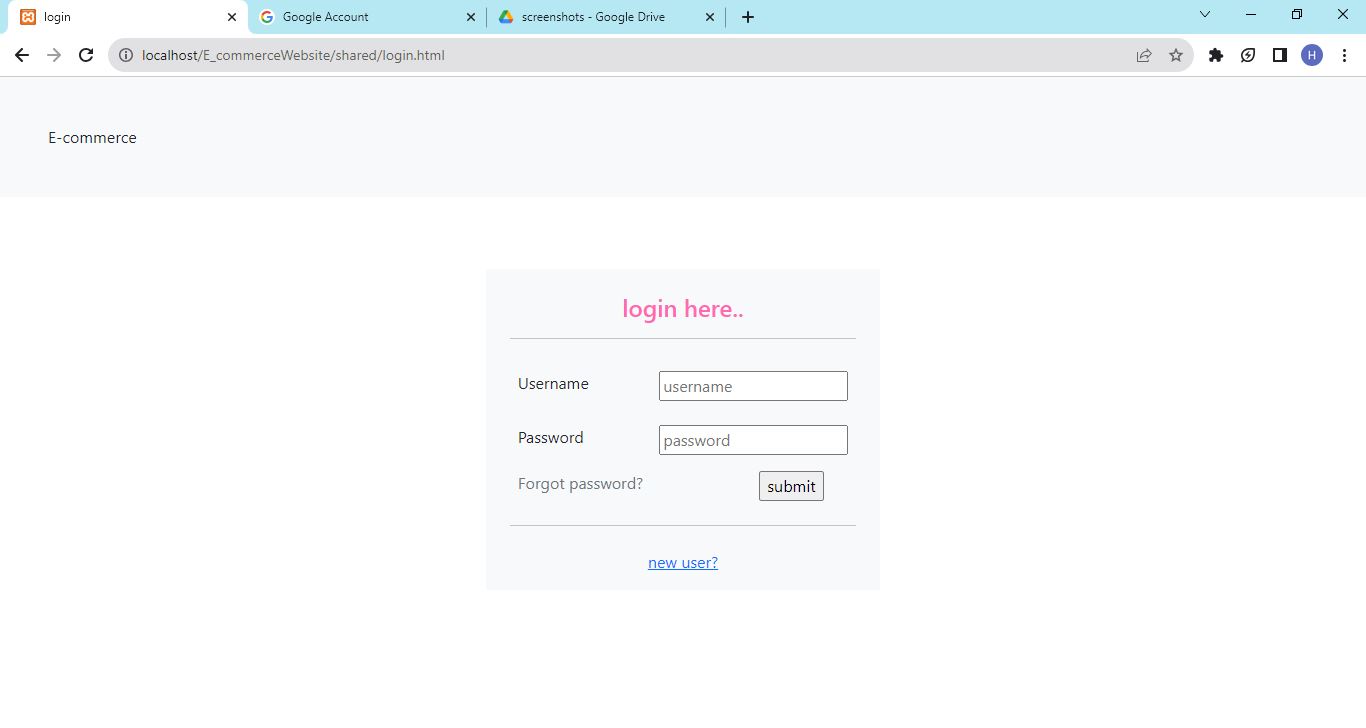 login
Google Account
screenshots - Google Drive
localhost/E_commerceWebsite/shared/login.html
H
E-commerce
login here..
Username username
Password password
Forgot password? submit
new user?